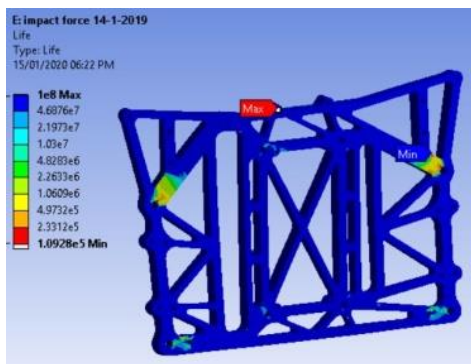 E: impact force 14-1-2019
Life
Type: Life
15/01/2020 06:22 PM
1e8 Max
4.6876e7
2.1973e7
1.03e7
4.8283e6
2.2633e6
1.0609e6
4.9732e5
2.3312e5
1.0928e5 Min
Max
Min